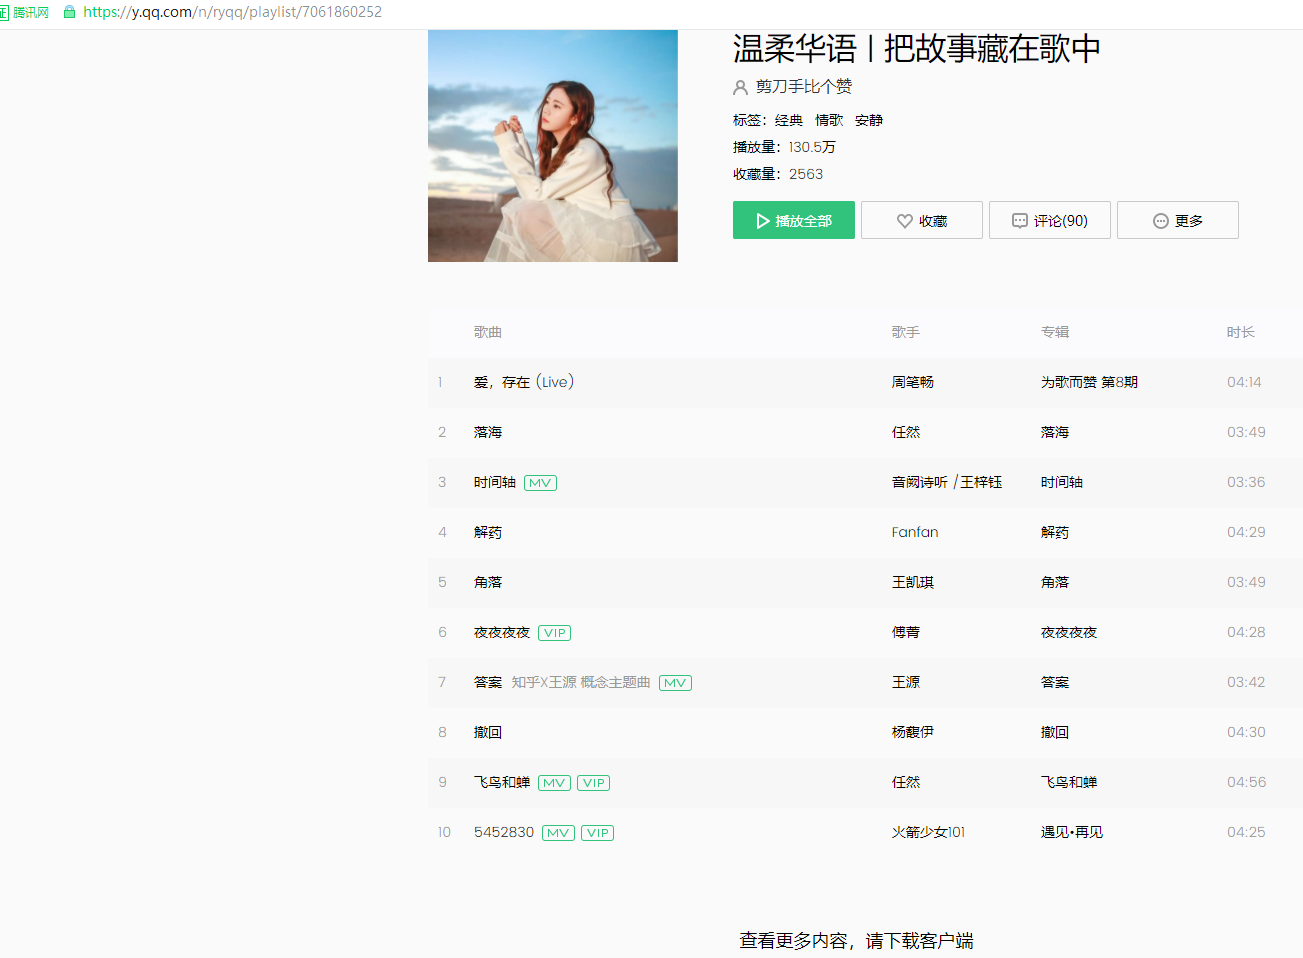 证 腾讯网 https://y.qq.com/n/ryqq/playlist/7061860252
温柔华语 | 把故事藏在歌中
剪刀手比个赞
标签：经典 情歌 安静
播放量：130.5万
收藏量：2563
播放全部 收藏 评论(90) 更多
歌曲 歌手 专辑 时长
1 爱，存在 (Live) 周笔畅 为歌而赞 第8期 04:14
2 落海 任然 落海 03:49
3 时间轴 MV 音阙诗听 /王梓钰 时间轴 03:36
4 解药 Fanfan 解药 04:29
5 角落 王凯琪 角落 03:49
6 夜夜夜夜 VIP 傅菁 夜夜夜夜 04:28
7 答案 知乎X王源 概念主题曲 MV 王源 答案 03:42
8 撤回 杨馥伊 撤回 04:30
9 飞鸟和蝉 MV VIP 任然 飞鸟和蝉 04:56
10 5452830 MV VIP 火箭少女101 遇见•再见 04:25
查看更多内容，请下载客户端